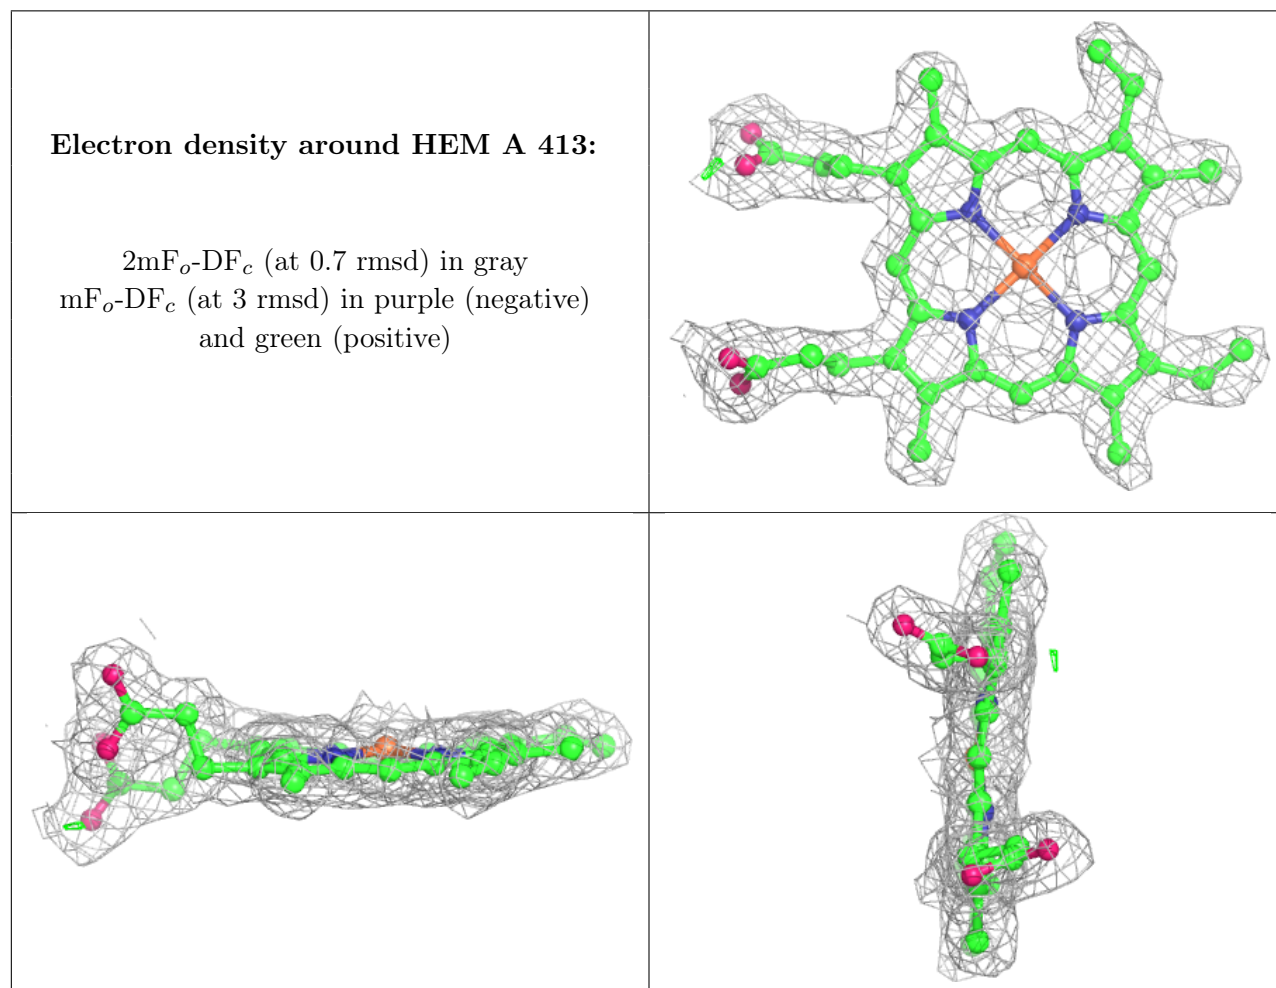 Electron density around HEM A 413:
2mFₒ-DF𝒸 (at 0.7 rmsd) in gray
mFₒ-DF𝒸 (at 3 rmsd) in purple (negative)
and green (positive)